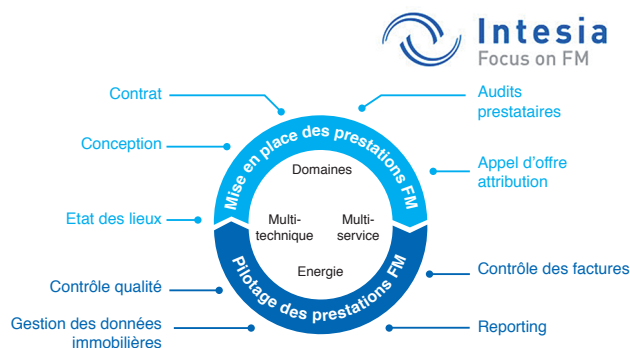 Intesia
Focus on FM
Contrat
Audits
prestataires
Conception
Mise en place des prestations FM
Domaines
Appel d'offre
attribution
Etat des lieux
Multi-
technique
Multi-
service
Energie
Pilotage des prestations FM
Contrôle qualité
Contrôle des factures
Gestion des données
immobilières
Reporting